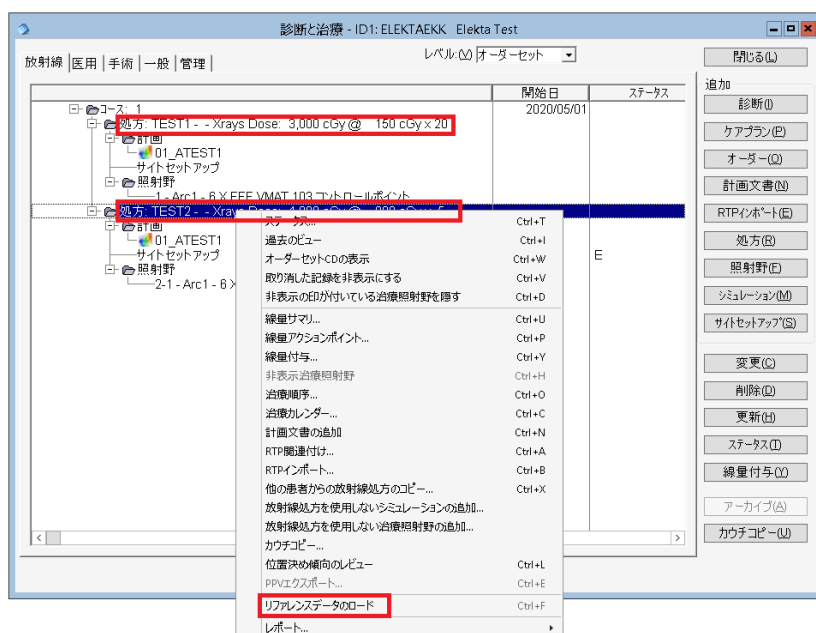 診断と治療 - ID1: ELEKTAEKK Elekta Test
放射線 医用 手術 一般 管理
レベル:(V) オーダーセット
閉じる(L)
開始日 ステータス
コース: 1 2020/05/01
処方: TEST1 - - Xrays Dose: 3,000 cGy @ 150 cGy x 20
計画
01_ATEST1
サイトセットアップ
照射野
1 - Arc1 - 6 X FFF VMAT 103 コントロールポイント
処方: TEST2 - - Xrays
計画
01_ATEST1
サイトセットアップ E
照射野
2-1 - Arc1 - 6 X
ステータス... Ctrl+T
過去のビュー Ctrl+I
オーダーセットCDの表示 Ctrl+W
取り消した記録を非表示にする Ctrl+V
非表示の印が付いている治療照射野を隠す Ctrl+D
線量サマリ... Ctrl+U
線量アクションポイント... Ctrl+P
線量付与... Ctrl+Y
非表示治療照射野 Ctrl+H
治療順序... Ctrl+O
治療カレンダー... Ctrl+C
計画文書の追加 Ctrl+N
RTP関連付け... Ctrl+A
RTPインポート... Ctrl+B
他の患者からの放射線処方のコピー... Ctrl+X
放射線処方を使用しないシミュレーションの追加...
放射線処方を使用しない治療照射野の追加...
カウチコピー...
位置決め傾向のレビュー Ctrl+L
PPVエクスポート... Ctrl+E
リファレンスデータのロード Ctrl+F
レポート...
追加
診断(I)
ケアプラン(P)
オーダー(O)
計画文書(N)
RTPインポート(E)
処方(R)
照射野(F)
シミュレーション(M)
サイトセットアップ(S)
変更(C)
削除(D)
更新(H)
ステータス(T)
線量付与(Y)
アーカイブ(A)
カウチコピー(U)